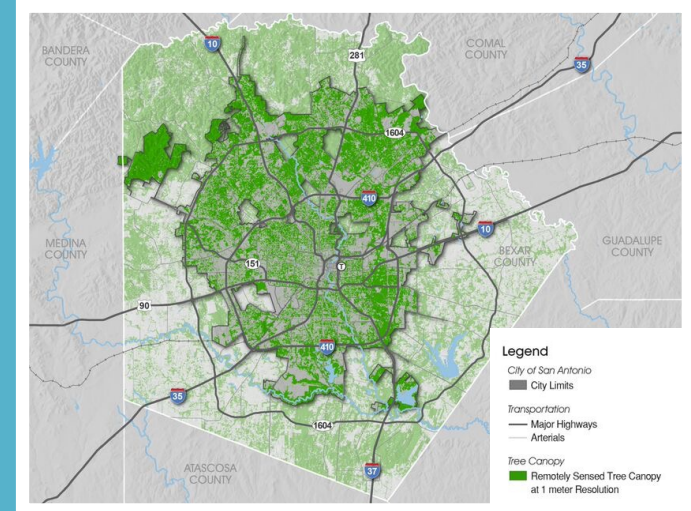 BANDERA
COUNTY
10
281
COMAL
COUNTY
35
1604
410
10
MEDINA
COUNTY
151
T
BEXAR
COUNTY
GUADALUPE
COUNTY
90
410
35
1604
ATASCOSA
COUNTY
37
Legend
City of San Antonio
City Limits
Transportation
Major Highways
Arterials
Tree Canopy
Remotely Sensed Tree Canopy
at 1 meter Resolution